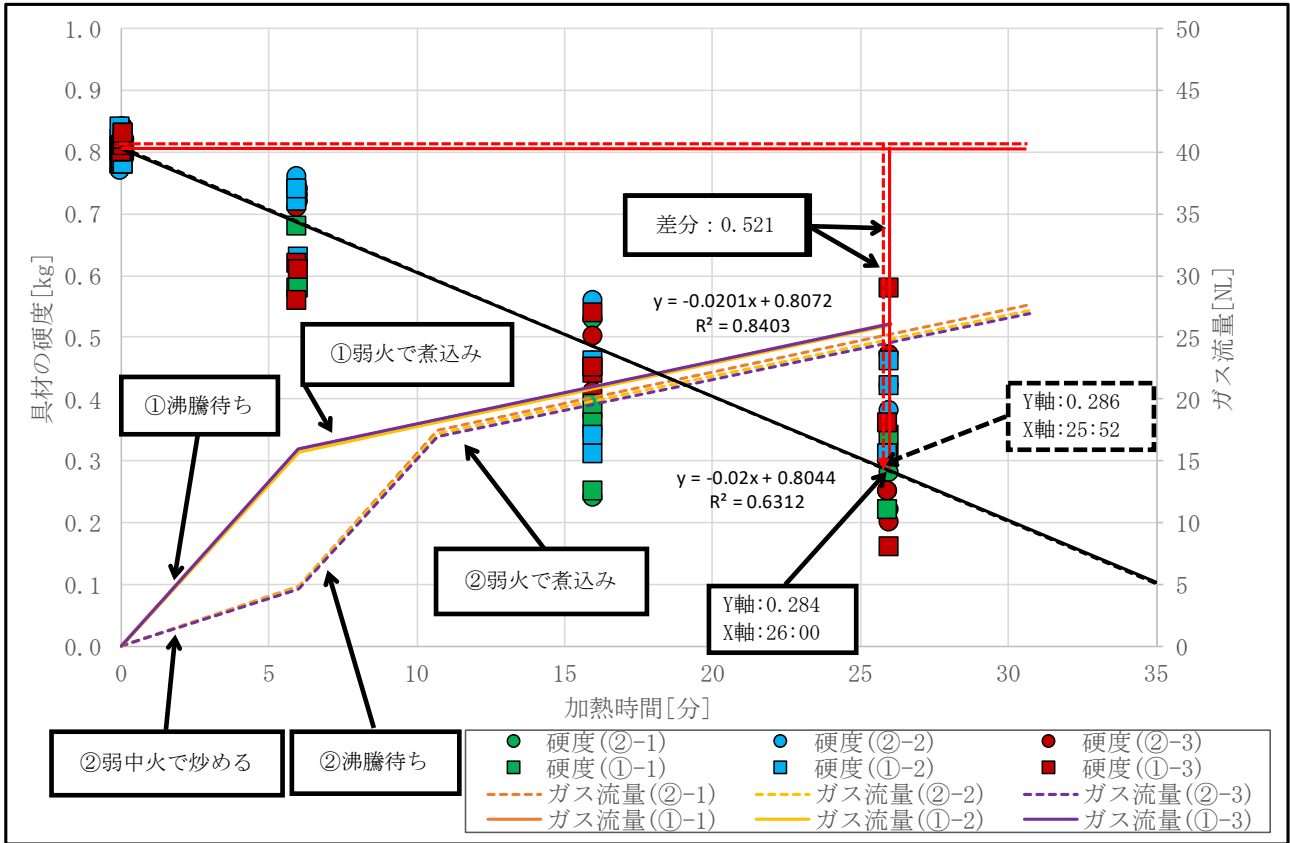 1.0
0.9
0.8
0.7
0.6
0.5
0.4
0.3
0.2
0.1
0.0
具材の硬度[kg]
50
45
40
35
30
25
20
15
10
5
0
ガス流量[NL]
0
5
10
15
20
25
30
35
加熱時間[分]
差分：0.521
y = -0.0201x + 0.8072
R² = 0.8403
①弱火で煮込み
①沸騰待ち
Y軸:0.286
X軸:25:52
y = -0.02x + 0.8044
R² = 0.6312
②弱火で煮込み
Y軸:0.284
X軸:26:00
②弱中火で炒める
②沸騰待ち
硬度(②-1)
硬度(②-2)
硬度(②-3)
硬度(①-1)
硬度(①-2)
硬度(①-3)
ガス流量(②-1)
ガス流量(②-2)
ガス流量(②-3)
ガス流量(①-1)
ガス流量(①-2)
ガス流量(①-3)